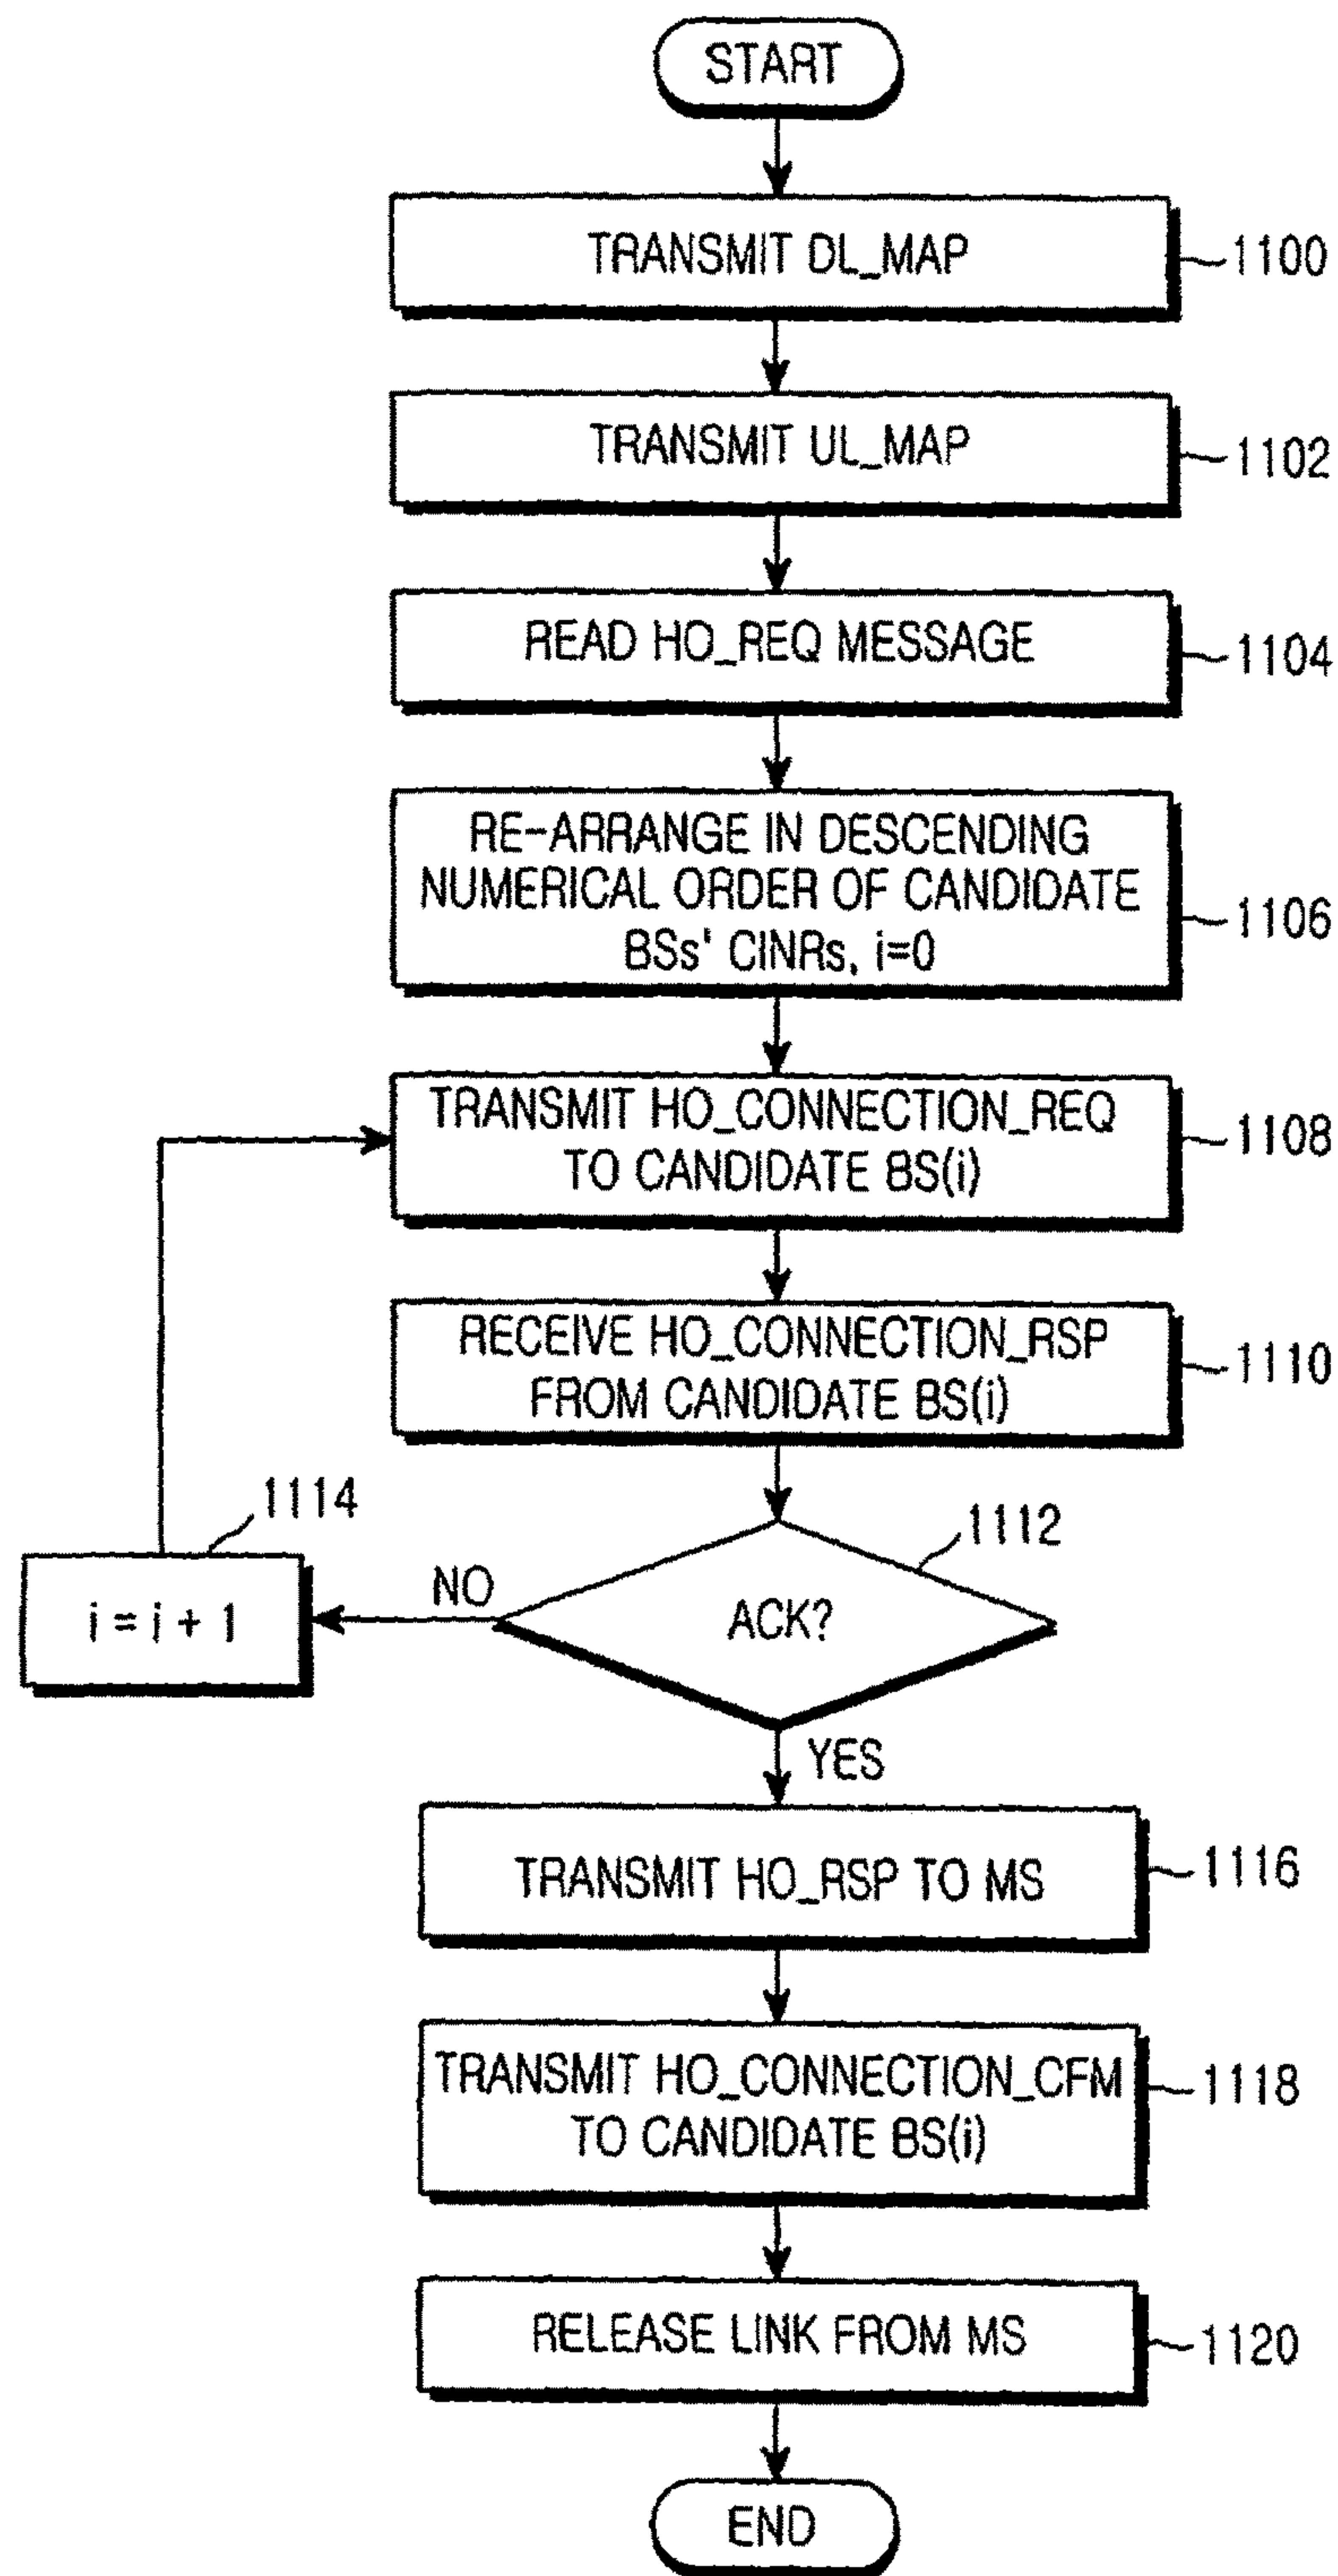 START
TRANSMIT DL_MAP
1100
TRANSMIT UL_MAP
1102
READ HO_REQ MESSAGE
1104
RE-ARRANGE IN DESCENDING
NUMERICAL ORDER OF CANDIDATE
BSs' CINRs, i=0
1106
TRANSMIT HO_CONNECTION_REQ
TO CANDIDATE BS(i)
1108
RECEIVE HO_CONNECTION_RSP
FROM CANDIDATE BS(i)
1110
1114
i = i + 1
NO
1112
ACK?
YES
TRANSMIT HO_RSP TO MS
1116
TRANSMIT HO_CONNECTION_CFM
TO CANDIDATE BS(i)
1118
RELEASE LINK FROM MS
1120
END